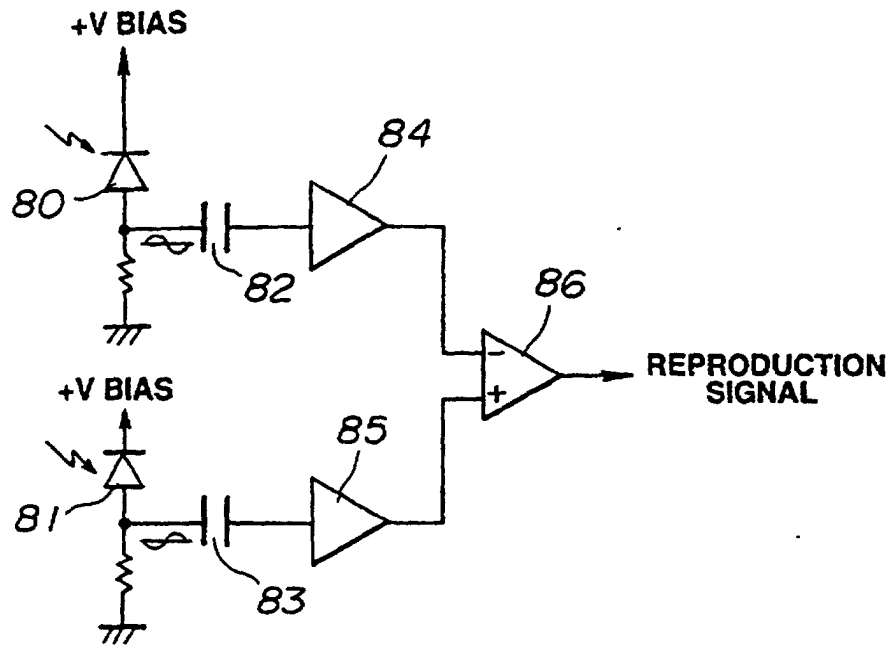 +V BIAS
84
80
82
86
-
+
REPRODUCTION
SIGNAL
+V BIAS
85
81
83